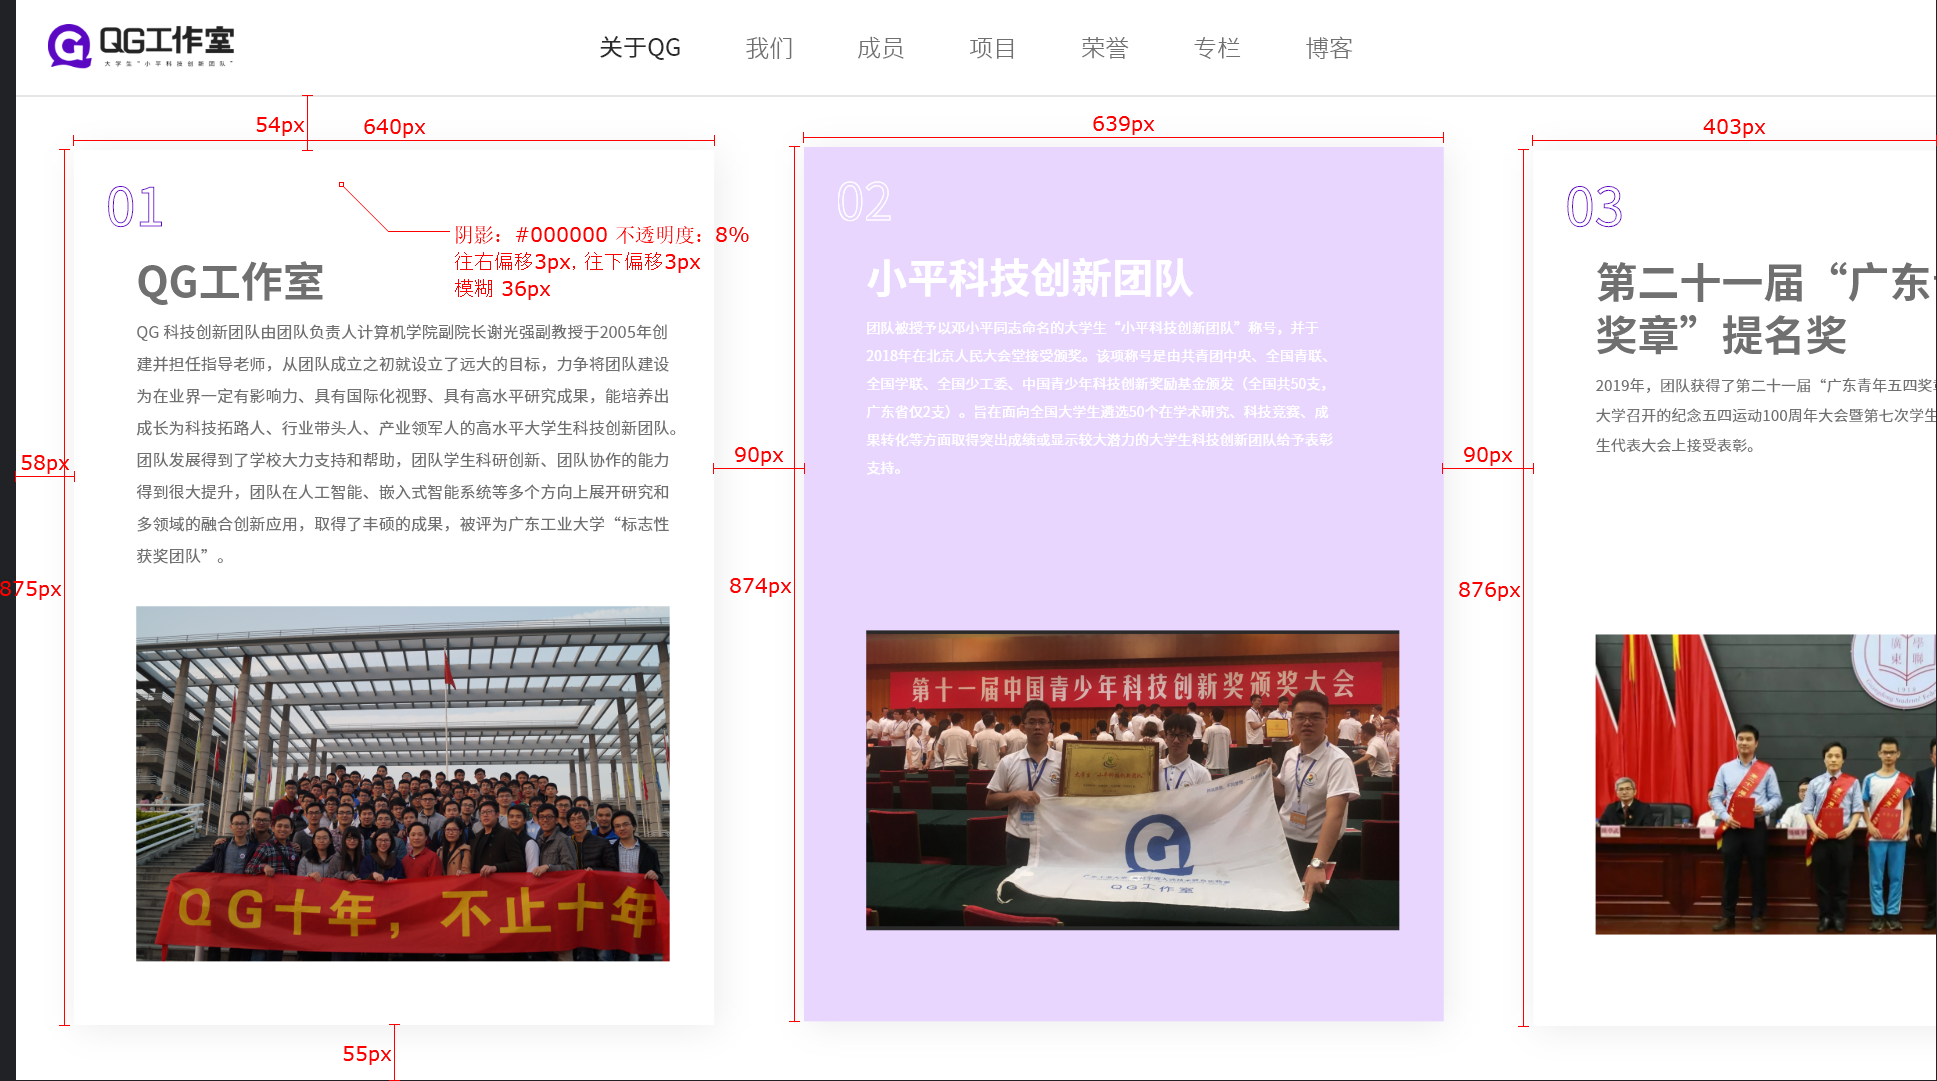 QG工作室
大学生“小平科技创新团队”
关于QG
我们
成员
项目
荣誉
专栏
博客
54px
640px
639px
403px
01
阴影：#000000 不透明度：8%
往右偏移3px, 往下偏移3px
模糊 36px
QG工作室
QG 科技创新团队由团队负责人计算机学院副院长谢光强副教授于2005年创
建并担任指导老师，从团队成立之初就设立了远大的目标，力争将团队建设
为在业界一定有影响力、具有国际化视野、具有高水平研究成果，能培养出
成长为科技拓路人、行业带头人、产业领军人的高水平大学生科技创新团队。
团队发展得到了学校大力支持和帮助，团队学生科研创新、团队协作的能力
得到很大提升，团队在人工智能、嵌入式智能系统等多个方向上展开研究和
多领域的融合创新应用，取得了丰硕的成果，被评为广东工业大学“标志性
获奖团队”。
58px
875px
QG十年，不止十年
55px
90px
874px
02
小平科技创新团队
团队被授予以邓小平同志命名的大学生“小平科技创新团队”称号，并于
2018年在北京人民大会堂接受颁奖。该项称号是由共青团中央、全国青联、
全国学联、全国少工委、中国青少年科技创新奖励基金颁发（全国共50支，
广东省仅2支）。旨在面向全国大学生遴选50个在学术研究、科技竞赛、成
果转化等方面取得突出成绩或显示较大潜力的大学生科技创新团队给予表彰
支持。
第十一届中国青少年科技创新奖颁奖大会
QG工作室
90px
876px
03
第二十一届“广东
奖章”提名奖
2019年，团队获得了第二十一届“广东青年五四奖
大学召开的纪念五四运动100周年大会暨第七次学生
生代表大会上接受表彰。